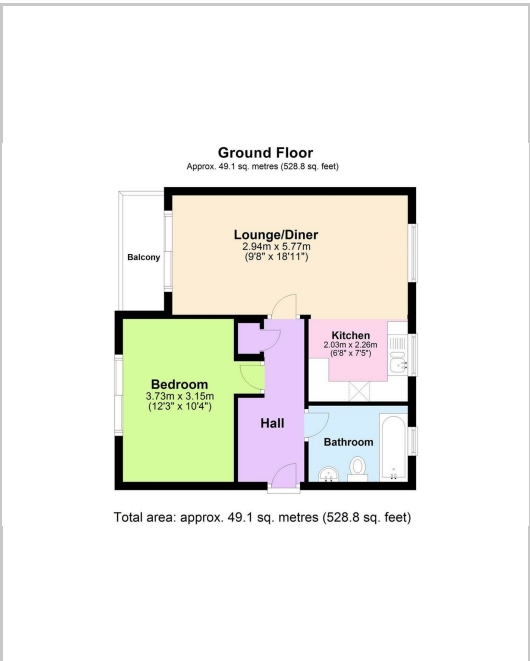 Ground Floor
Approx. 49.1 sq. metres (528.8 sq. feet)
Lounge/Diner
2.94m x 5.77m
(9'8" x 18'11")
Balcony
Kitchen
2.03m x 2.26m
(6'8" x 7'5")
Bedroom
3.73m x 3.15m
(12'3" x 10'4")
Hall
Bathroom
Total area: approx. 49.1 sq. metres (528.8 sq. feet)